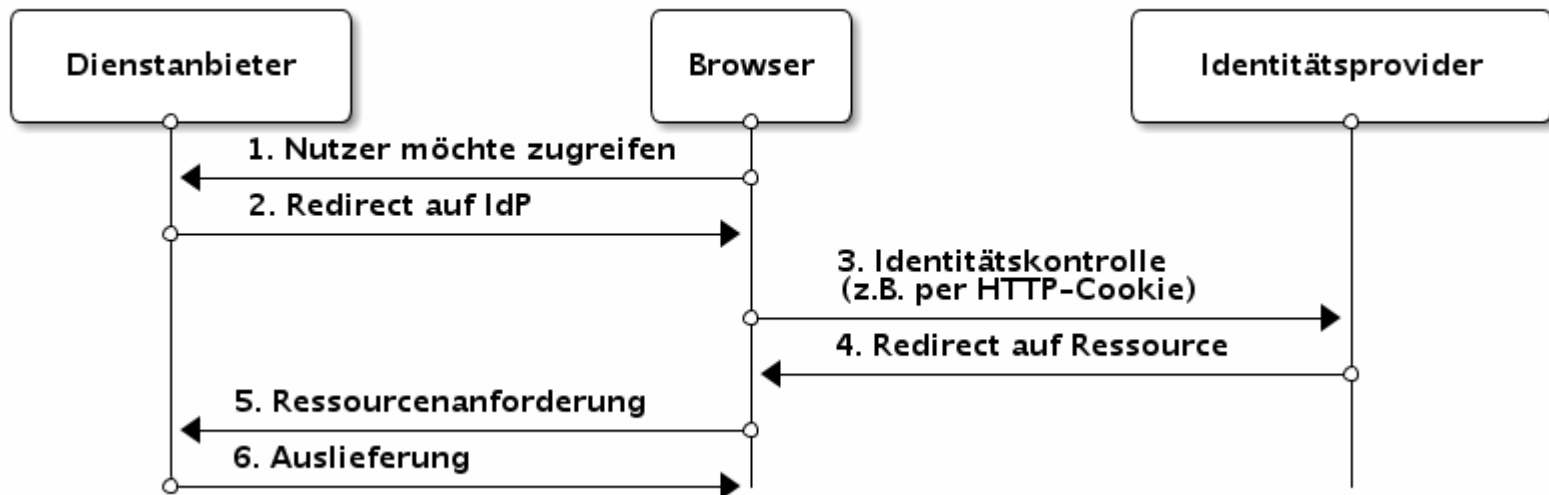 Dienstanbieter
Browser
Identitätsprovider
1. Nutzer möchte zugreifen
2. Redirect auf IdP
3. Identitätskontrolle
(z.B. per HTTP-Cookie)
4. Redirect auf Ressource
5. Ressourcenanforderung
6. Auslieferung